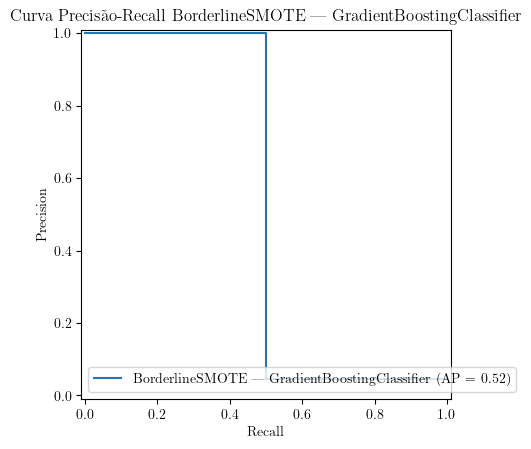 Curva Precisão-Recall BorderlineSMOTE — GradientBoostingClassifier
1.0
0.8
0.6
0.4
0.2
0.0
Precision
BorderlineSMOTE — GradientBoostingClassifier (AP = 0.52)
0.0 0.2 0.4 0.6 0.8 1.0
Recall